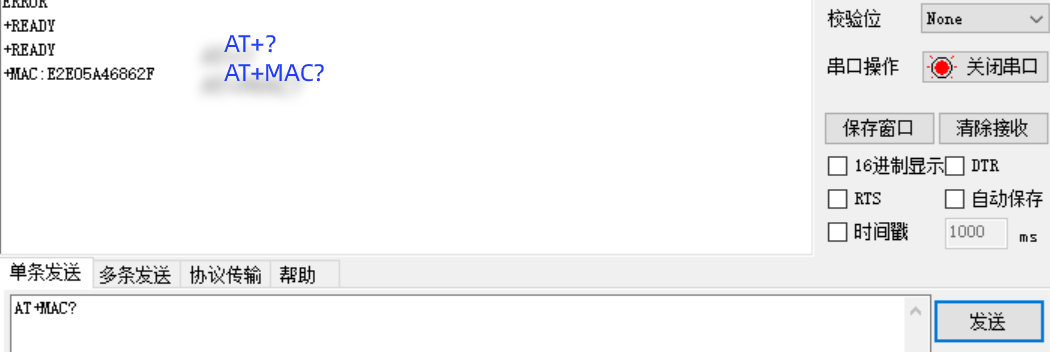 ERROR
+READY
+READY
+MAC:E2E05A46862F
AT+?
AT+MAC?
校验位 None
串口操作 关闭串口
保存窗口 清除接收
16进制显示 DTR
RTS 自动保存
时间戳 1000 ms
单条发送 多条发送 协议传输 帮助
AT+MAC?
发送